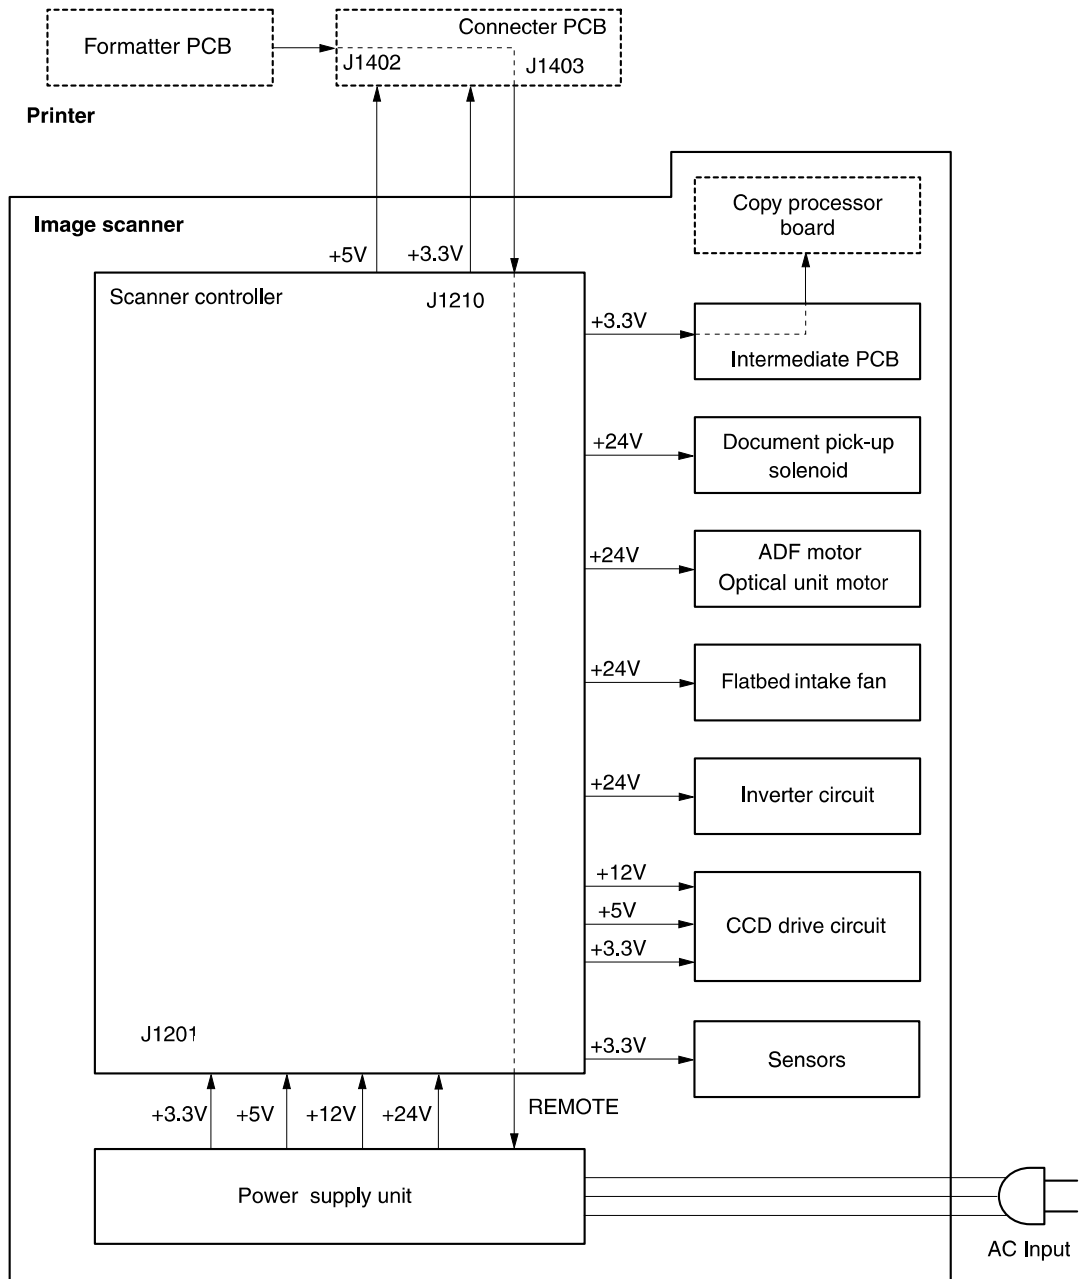 Formatter PCB
Connecter PCB
J1402
J1403
Printer
Image scanner
Copy processor
board
+5V
+3.3V
Scanner controller
J1210
+3.3V
Intermediate PCB
+24V
Document pick-up
solenoid
+24V
ADF motor
Optical unit motor
+24V
Flatbed intake fan
+24V
Inverter circuit
+12V
+5V
+3.3V
CCD drive circuit
J1201
+3.3V
Sensors
+3.3V
+5V
+12V
+24V
REMOTE
Power supply unit
AC Input